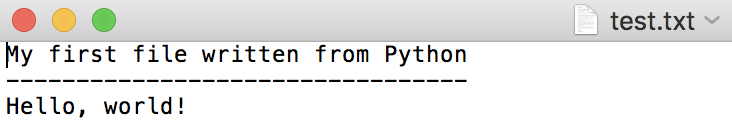 test.txt
My first file written from Python
---------------------------------
Hello, world!